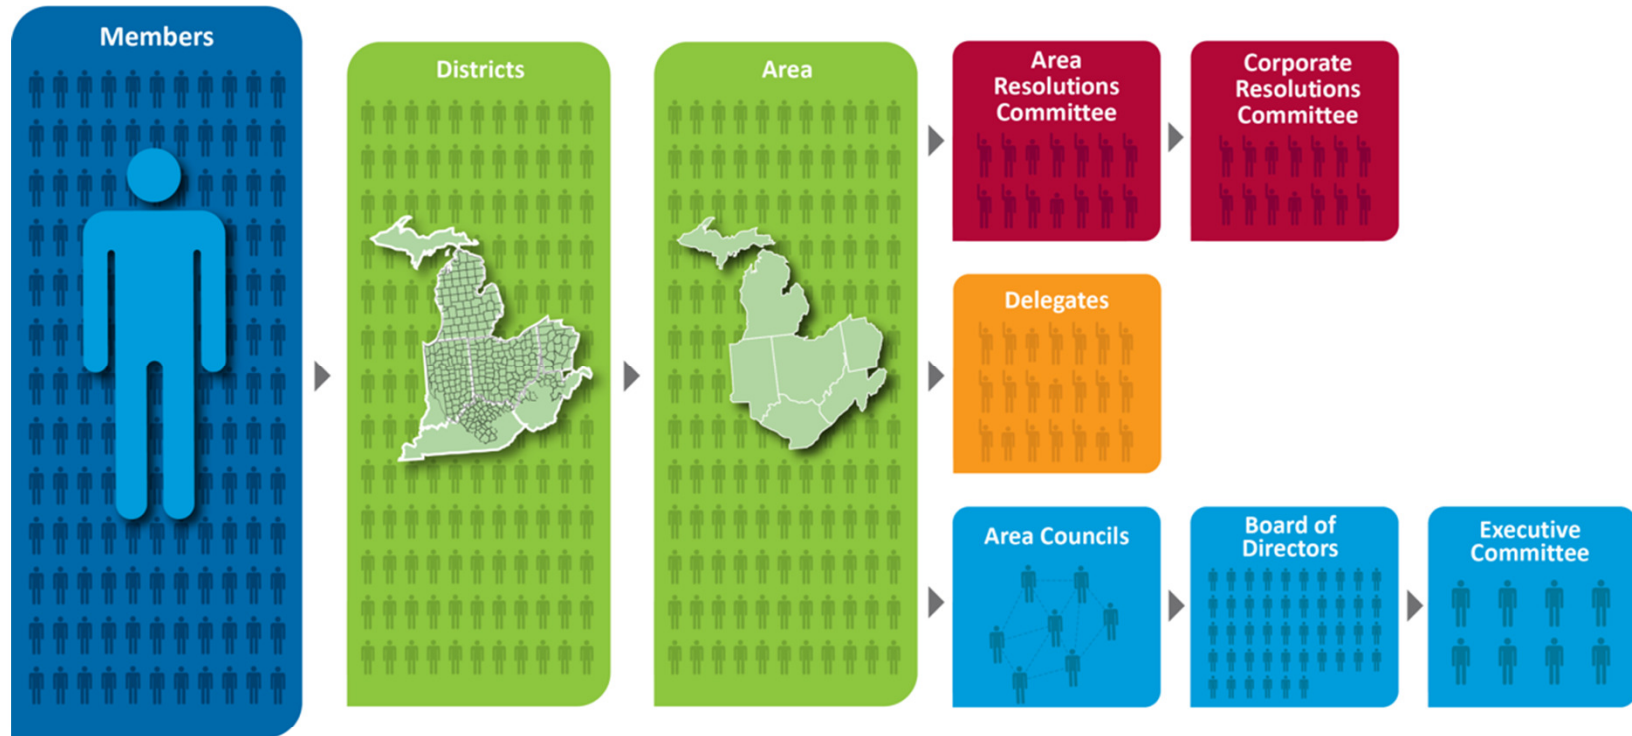 Members
Districts
Area
Area
Resolutions
Committee
Corporate
Resolutions
Committee
Delegates
Area Councils
Board of
Directors
Executive
Committee